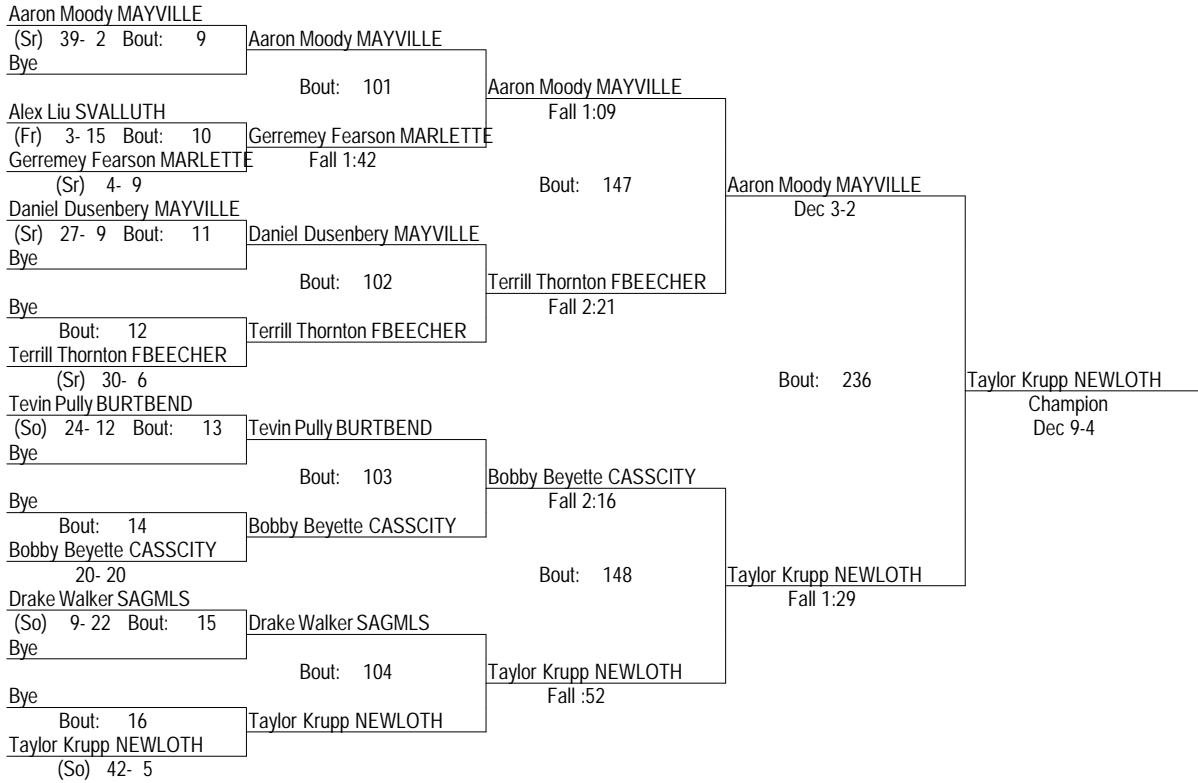 Aaron Moody MAYVILLE
(Sr) 39- 2 Bout: 9 Aaron Moody MAYVILLE
Bye
Bout: 101 Aaron Moody MAYVILLE
Alex Liu SVALLUTH Fall 1:09
(Fr) 3- 15 Bout: 10 Gerremey Fearson MARLETTE
Gerremey Fearson MARLETTE Fall 1:42
(Sr) 4- 9 Bout: 147 Aaron Moody MAYVILLE
Daniel Dusenbery MAYVILLE Dec 3-2
(Sr) 27- 9 Bout: 11 Daniel Dusenbery MAYVILLE
Bye
Bout: 102 Terrill Thornton FBEECHER
Bye Fall 2:21
Bout: 12 Terrill Thornton FBEECHER
Terrill Thornton FBEECHER
(Sr) 30- 6 Bout: 236 Taylor Krupp NEWLOTH
Tevin Pully BURTBEND Champion
(So) 24- 12 Bout: 13 Tevin Pully BURTBEND Dec 9-4
Bye
Bout: 103 Bobby Beyette CASSCITY
Bye Fall 2:16
Bout: 14 Bobby Beyette CASSCITY
Bobby Beyette CASSCITY
20- 20 Bout: 148 Taylor Krupp NEWLOTH
Drake Walker SAGMLS Fall 1:29
(So) 9- 22 Bout: 15 Drake Walker SAGMLS
Bye
Bout: 104 Taylor Krupp NEWLOTH
Bye Fall :52
Bout: 16 Taylor Krupp NEWLOTH
Taylor Krupp NEWLOTH
(So) 42- 5